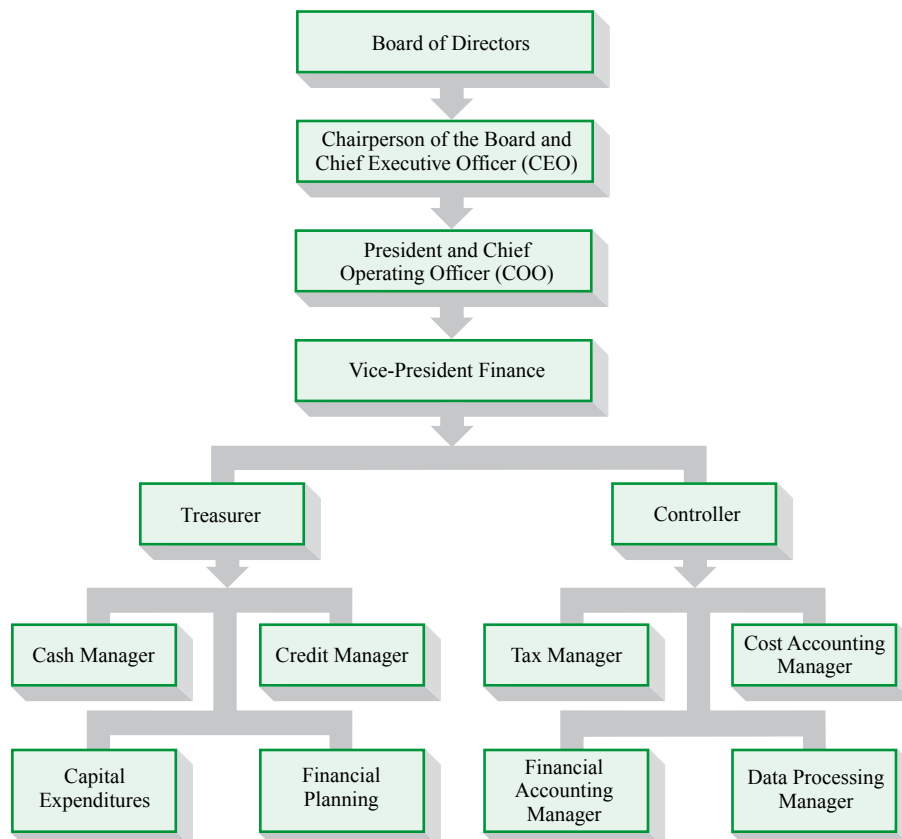 Board of Directors
Chairperson of the Board and
Chief Executive Officer (CEO)
President and Chief
Operating Officer (COO)
Vice-President Finance
Treasurer
Controller
Cash Manager
Credit Manager
Tax Manager
Cost Accounting
Manager
Capital
Expenditures
Financial
Planning
Financial
Accounting
Manager
Data Processing
Manager